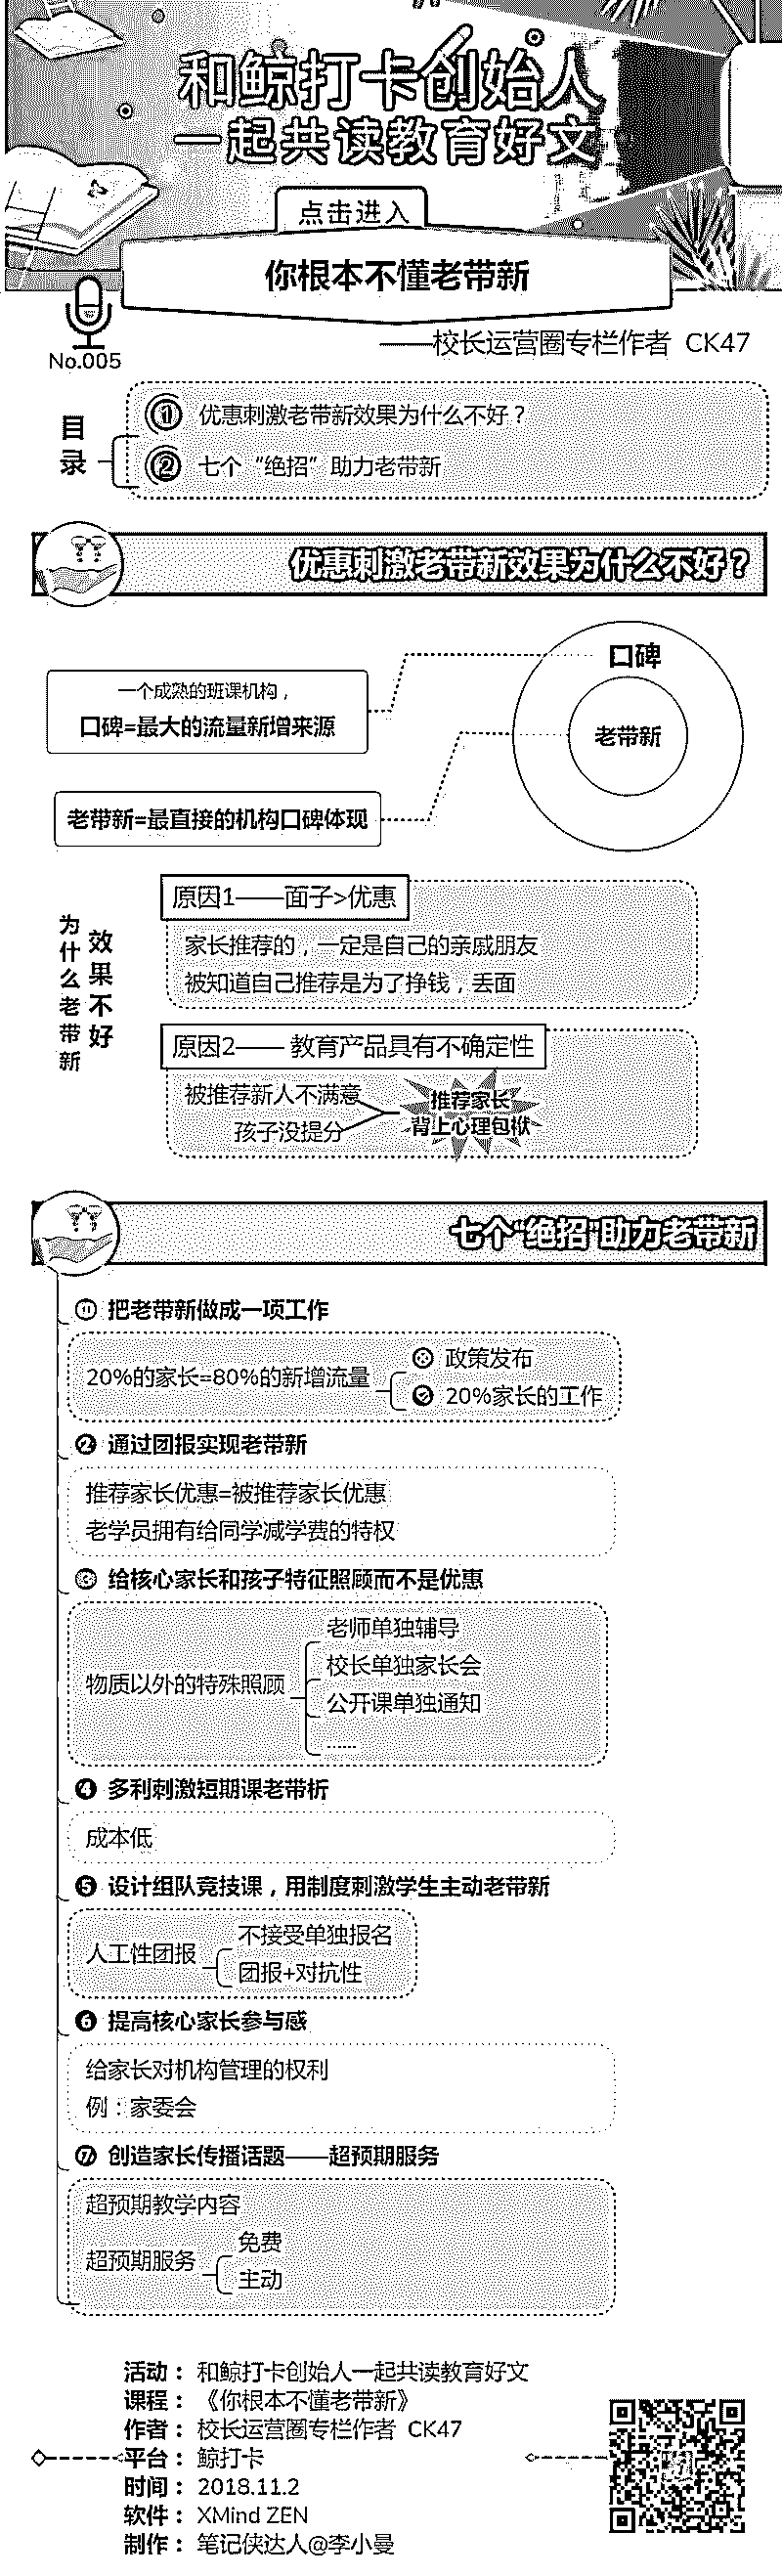 和鲸打卡创始人
一起共读教育好文
点击进入
你根本不懂老带新
——校长运营圈专栏作者 CK47
No.005
目录
① 优惠刺激老带新效果为什么不好？
② 七个“绝招”助力老带新
优惠刺激老带新效果为什么不好？
口碑
老带新
一个成熟的班课机构，
口碑=最大的流量新增来源
老带新=最直接的机构口碑体现
为什么老带新
效果不好
原因1——面子>优惠
家长推荐的，一定是自己的亲戚朋友
被知道自己推荐是为了挣钱，丢面
原因2—— 教育产品具有不确定性
被推荐新人不满意
孩子没提分
推荐家长
背上心理包袱
七个“绝招”助力老带新
① 把老带新做成一项工作
20%的家长=80%的新增流量
政策发布
20%家长的工作
② 通过团报实现老带新
推荐家长优惠=被推荐家长优惠
老学员拥有给同学减学费的特权
③ 给核心家长和孩子特征照顾而不是优惠
物质以外的特殊照顾
老师单独辅导
校长单独家长会
公开课单独通知
······
④ 多利刺激短期课老带析
成本低
⑤ 设计组队竞技课，用制度刺激学生主动老带新
人工性团报
不接受单独报名
团报+对抗性
⑥ 提高核心家长参与感
给家长对机构管理的权利
例：家委会
⑦ 创造家长传播话题——超预期服务
超预期教学内容
超预期服务
免费
主动
活动： 和鲸打卡创始人一起共读教育好文
课程： 《你根本不懂老带新》
作者： 校长运营圈专栏作者 CK47
平台： 鲸打卡
时间： 2018.11.2
软件： XMind ZEN
制作： 笔记侠达人@李小曼